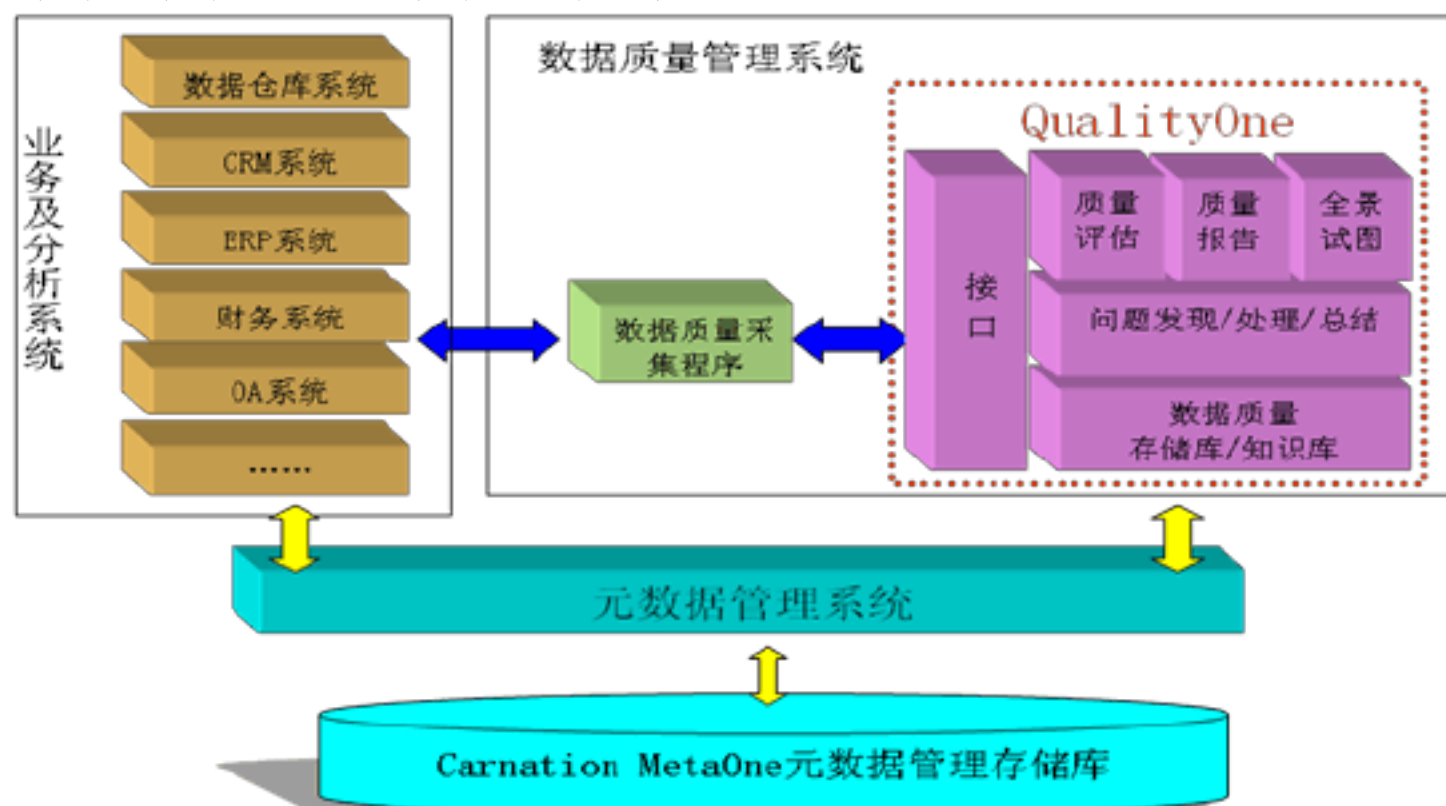 业务及分析系统
数据仓库系统
CRM系统
ERP系统
财务系统
OA系统
......
数据质量管理系统
数据质量采
集程序
QualityOne
接口
质量
评估
质量
报告
全景
试图
问题发现/处理/总结
数据质量
存储库/知识库
元数据管理系统
Carnation MetaOne元数据管理存储库